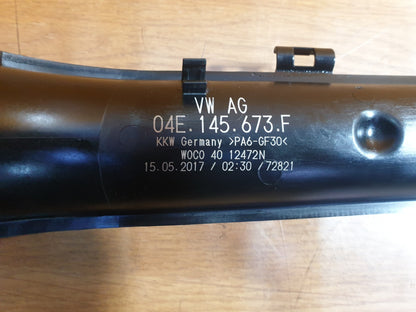 VW AG
04E.145.673.F
KKW Germany >PA6-GF30<
WOCO 40 12472N
15.05.2017 / 02:30 /72821